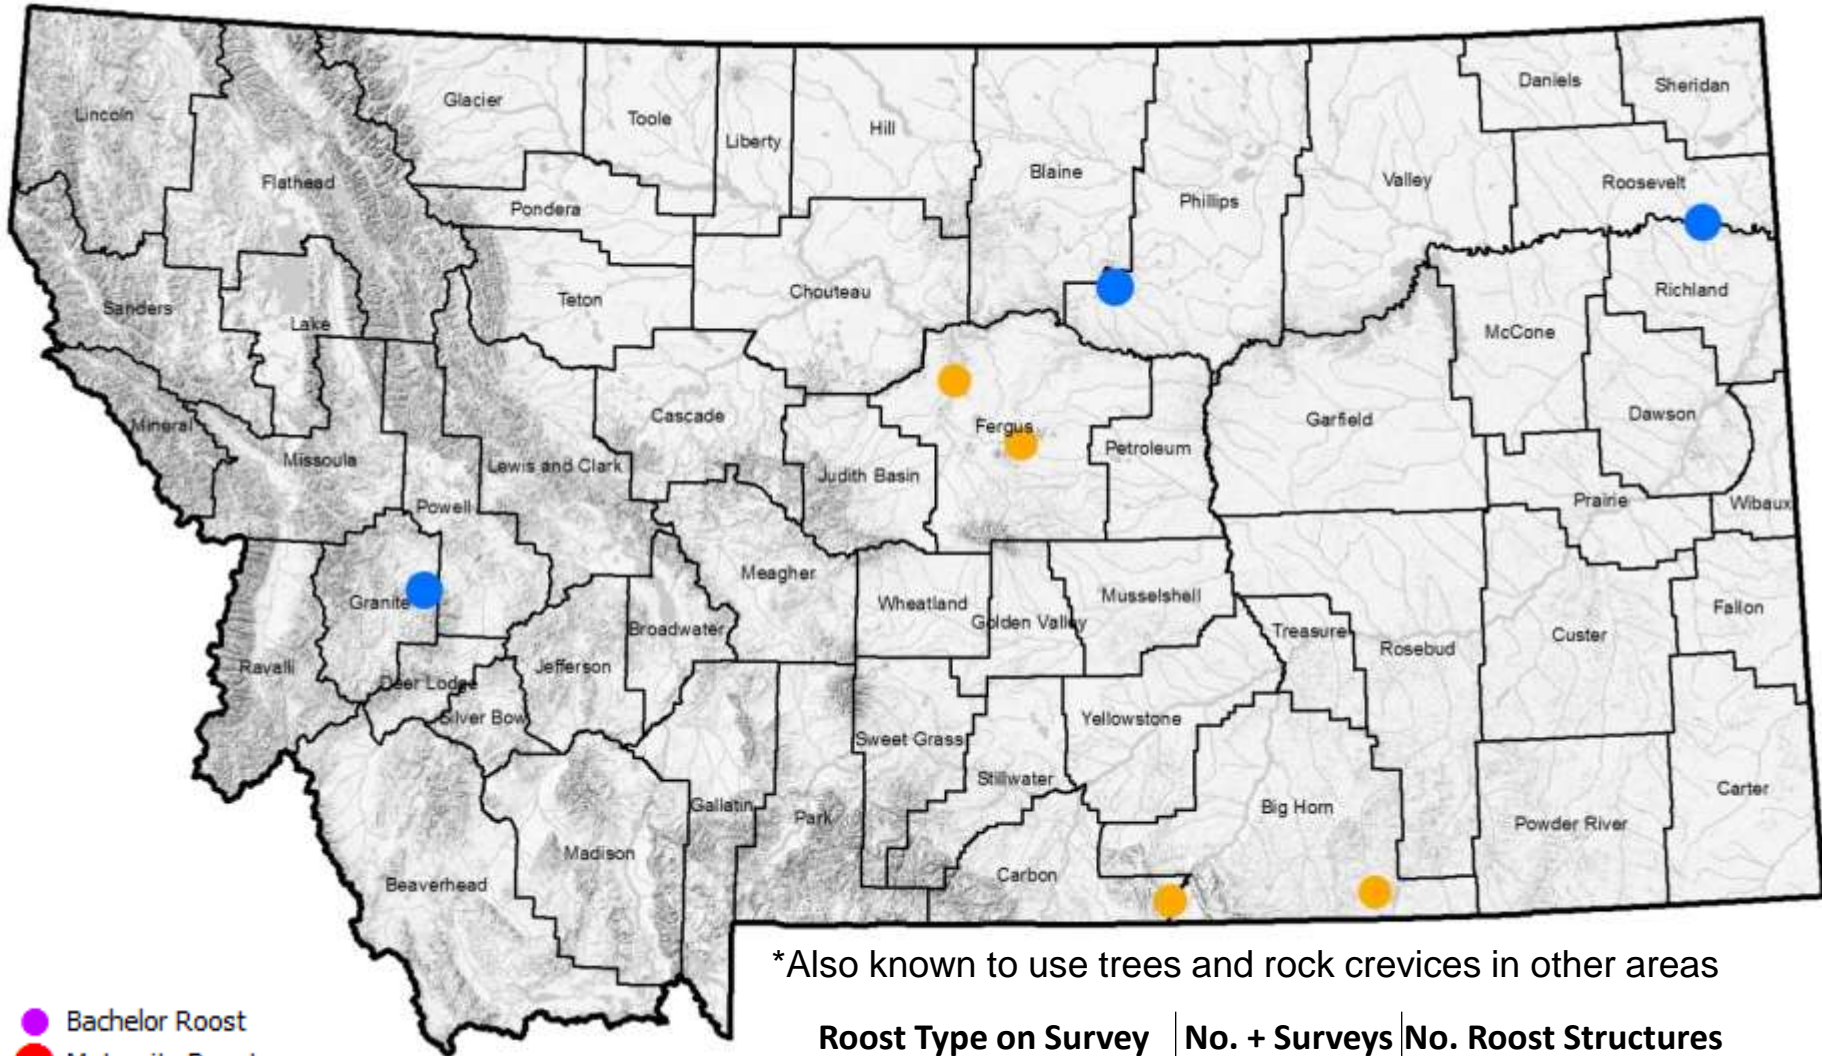 Lincoln
Glacier
Toole
Liberty
Hill
Blaine
Phillips
Valley
Daniels
Sheridan
Roosevelt
Flathead
Pondera
Chouteau
Teton
Richland
McCone
Sanders
Lake
Cascade
Fergus
Petroleum
Garfield
Dawson
Mineral
Missoula
Lewis and Clark
Judith Basin
Powell
Prairie
Wibaux
Meagher
Granite
Wheatland
Golden Valley
Musselshell
Treasure
Rosebud
Custer
Fallon
Broadwater
Ravalli
Jefferson
Deer Lodge
Silver Bow
Sweet Grass
Yellowstone
Stillwater
Gallatin
Park
Big Horn
Powder River
Carter
Madison
Beaverhead
Carbon
*Also known to use trees and rock crevices in other areas
Bachelor Roost
Roost Type on Survey No. + Surveys No. Roost Structures